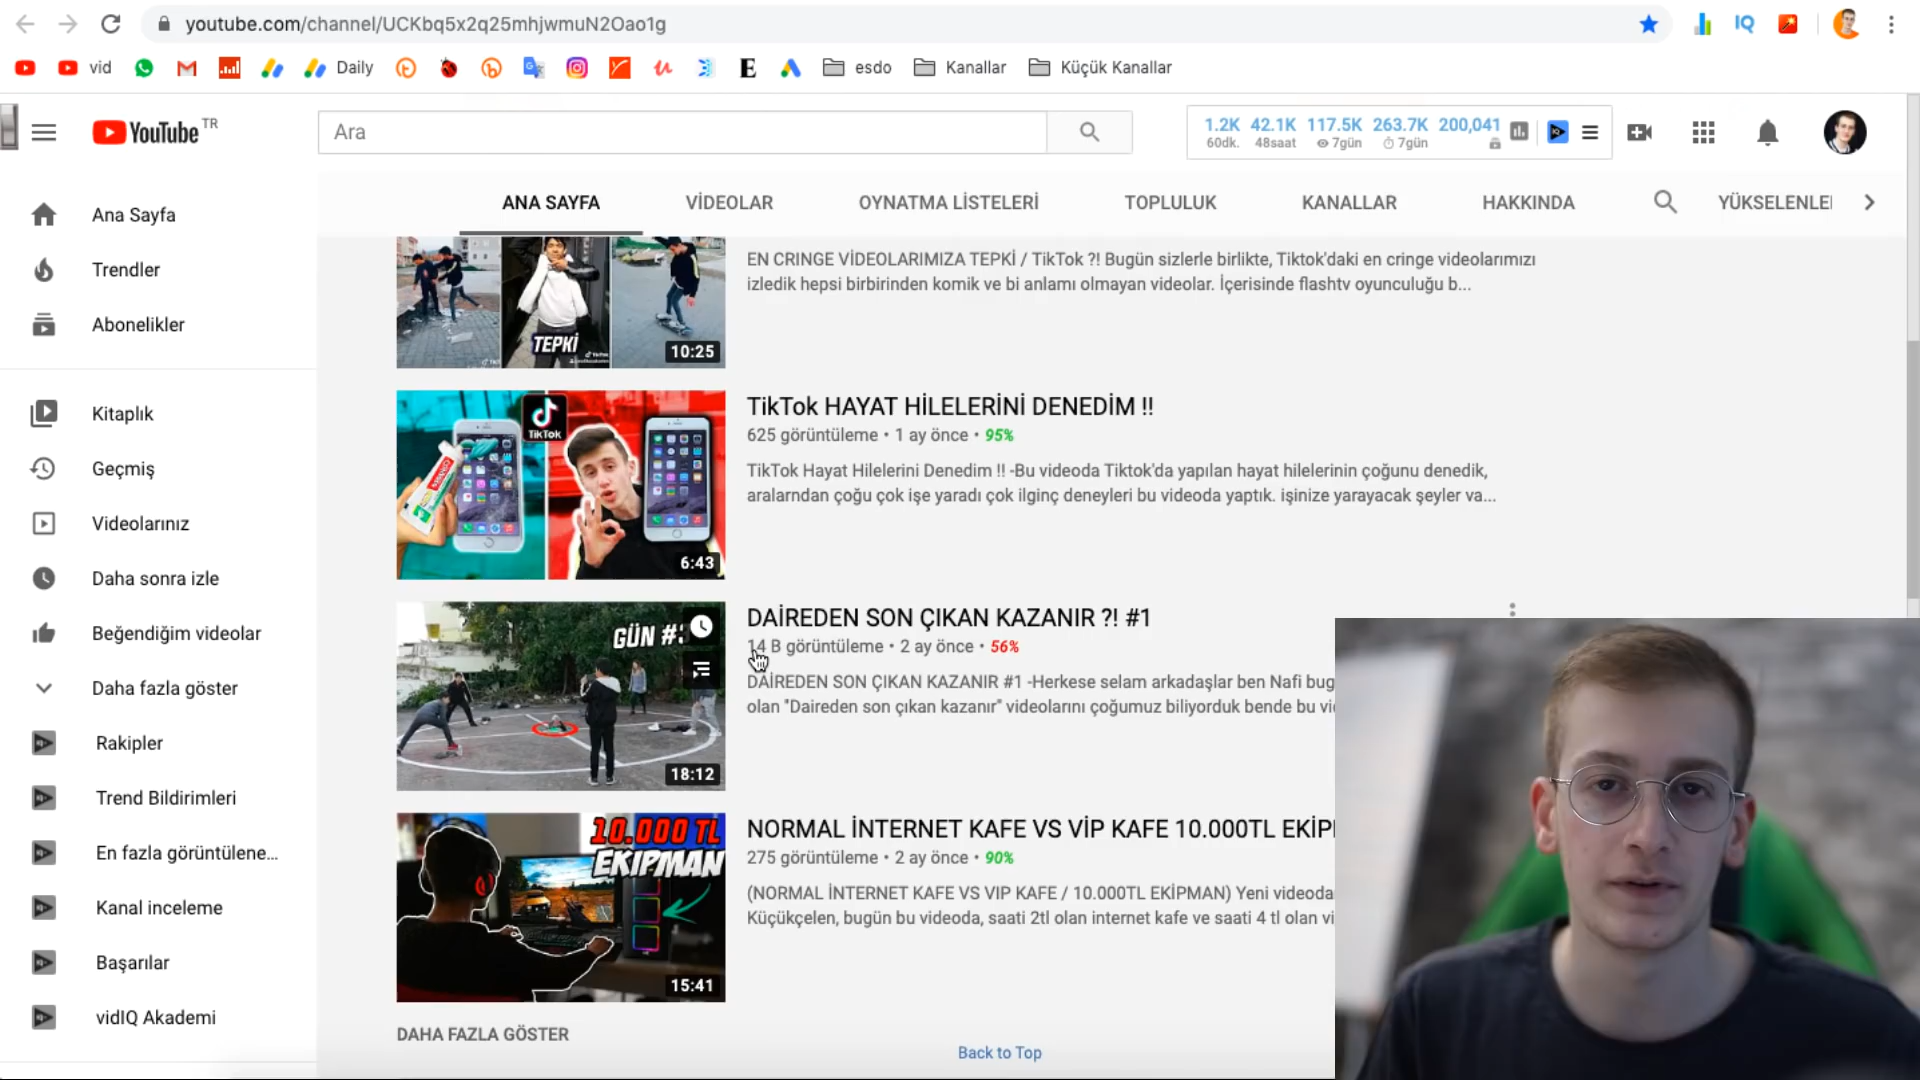 youtube.com/channel/UCKbq5x2q25mhjwmuN2Oao1g
IQ
vid
Daily
esdo
Kanallar
Küçük Kanallar
YouTube TR
Ara
1.2K 42.1K 117.5K 263.7K 200,041
60dk. 48saat 7gün 7gün
ANA SAYFA
VİDEOLAR
OYNATMA LİSTELERİ
TOPLULUK
KANALLAR
HAKKINDA
YÜKSELENLE
Ana Sayfa
Trendler
Abonelikler
Kitaplık
Geçmiş
Videolarınız
Daha sonra izle
Beğendiğim videolar
Daha fazla göster
Rakipler
Trend Bildirimleri
En fazla görüntülene...
Kanal inceleme
Başarılar
vidIQ Akademi
TEPKİ
10:25
EN CRINGE VİDEOLARIMIZA TEPKİ / TikTok ?! Bugün sizlerle birlikte, Tiktok'daki en cringe videolarımızı
izledik hepsi birbirinden komik ve bi anlamı olmayan videolar. İçerisinde flashtv oyunculuğu b...
TikTok
6:43
TikTok HAYAT HİLELERİNİ DENEDİM !!
625 görüntüleme • 1 ay önce • 95%
TikTok Hayat Hilelerini Denedim !! -Bu videoda Tiktok'da yapılan hayat hilelerinin çoğunu denedik,
aralarndan çoğu çok işe yaradı çok ilginç deneyleri bu videoda yaptık. işinize yarayacak şeyler va...
GÜN #
18:12
DAİREDEN SON ÇIKAN KAZANIR ?! #1
14 B görüntüleme • 2 ay önce • 56%
DAİREDEN SON ÇIKAN KAZANIR #1 -Herkese selam arkadaşlar ben Nafi bug
olan "Daireden son çıkan kazanır" videolarını çoğumuz biliyorduk bende bu vi
10.000 TL
EKİPMAN
15:41
NORMAL İNTERNET KAFE VS VİP KAFE 10.000TL EKİP
275 görüntüleme • 2 ay önce • 90%
(NORMAL İNTERNET KAFE VS VIP KAFE / 10.000TL EKİPMAN) Yeni videoda
Küçükçelen, bugün bu videoda, saati 2tl olan internet kafe ve saati 4 tl olan vi
DAHA FAZLA GÖSTER
Back to Top